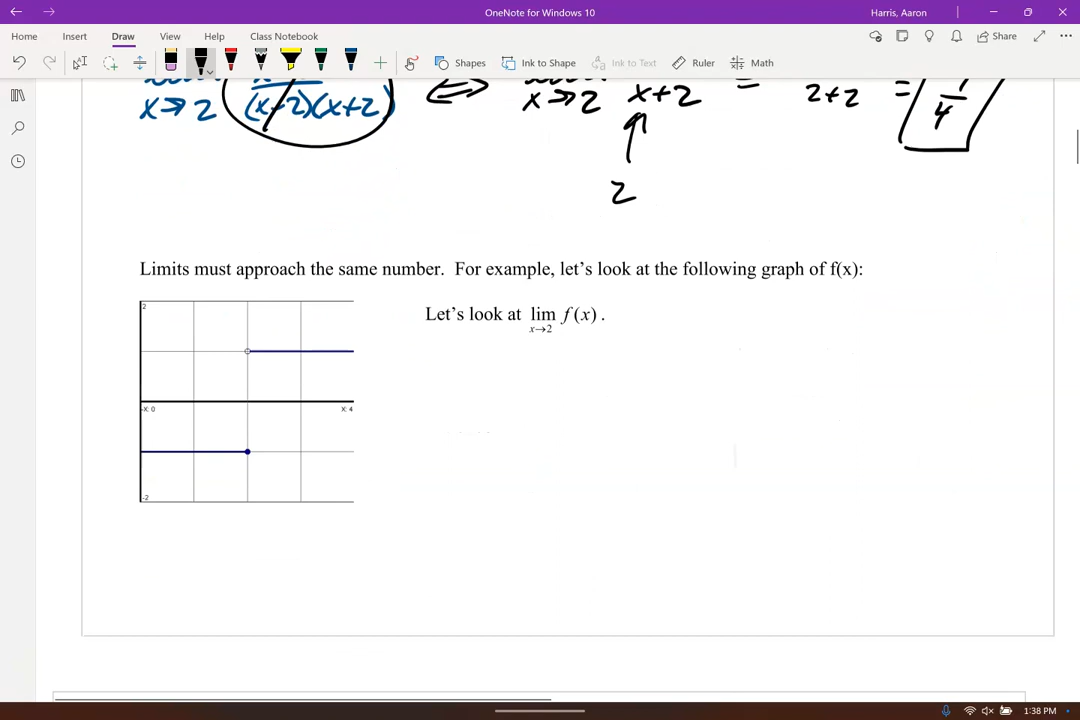 OneNote for Windows 10
Harris, Aaron
Home Insert Draw View Help Class Notebook
Share
Shapes Ink to Shape Ink to Text Ruler Math
x→2 (x-2)(x+2) ⇔ x→2 x+2 = 2+2 = 1/4
2
Limits must approach the same number. For example, let's look at the following graph of f(x):
Let's look at lim f(x).
x→2
2
-X: 0 X: 4
-2
1:38 PM